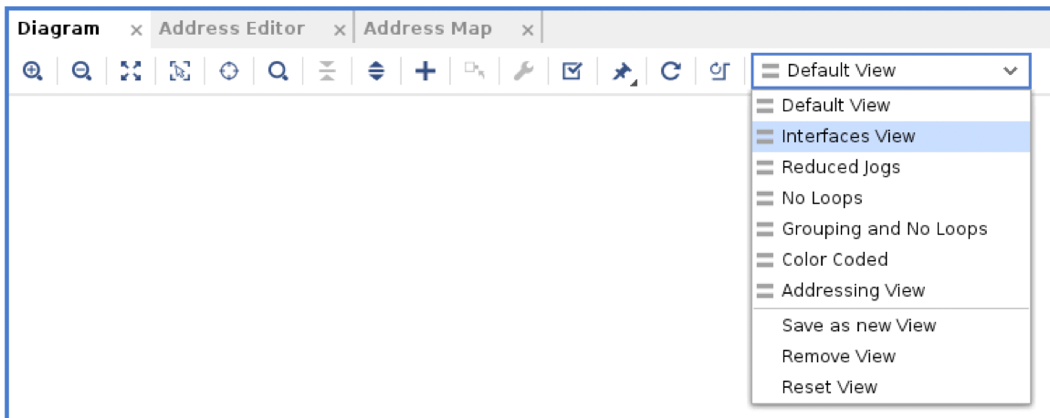 Diagram Address Editor Address Map
Default View
Default View
Interfaces View
Reduced Jogs
No Loops
Grouping and No Loops
Color Coded
Addressing View
Save as new View
Remove View
Reset View